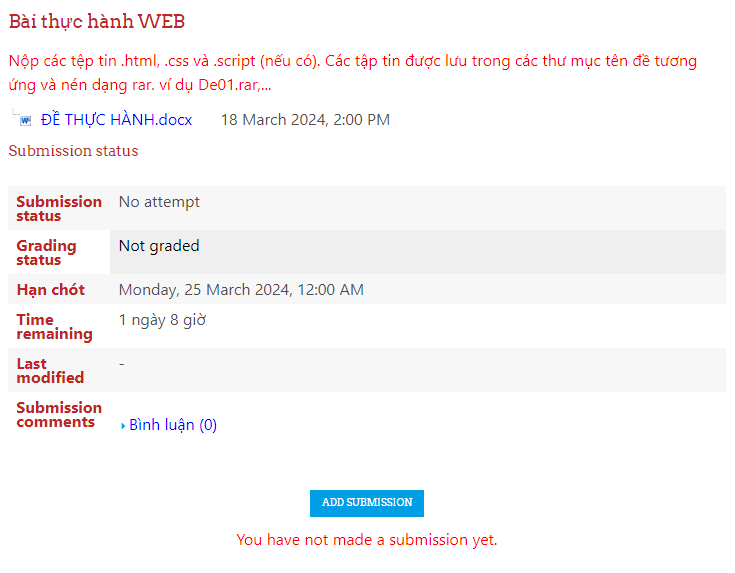 Bài thực hành WEB
Nộp các tệp tin .html, .css và .script (nếu có). Các tập tin được lưu trong các thư mục tên đề tương
ứng và nén dạng rar. ví dụ De01.rar,...
ĐỀ THỰC HÀNH.docx 18 March 2024, 2:00 PM
Submission status
Submission status No attempt
Grading status Not graded
Hạn chót Monday, 25 March 2024, 12:00 AM
Time remaining 1 ngày 8 giờ
Last modified -
Submission comments Bình luận (0)
ADD SUBMISSION
You have not made a submission yet.